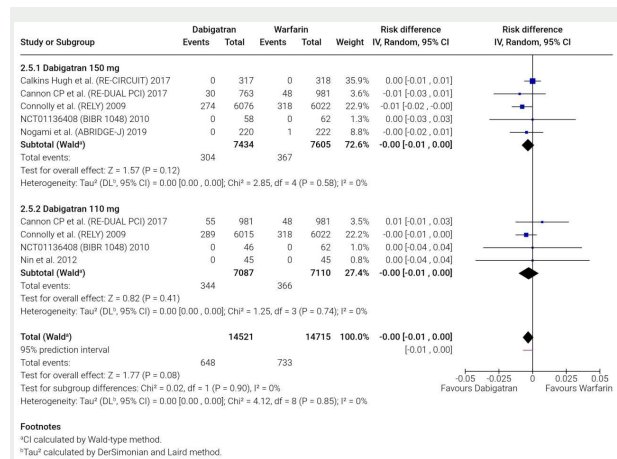 Dabigatran Warfarin Risk difference Risk difference
Study or Subgroup Events Total Events Total Weight IV, Random, 95% CI IV, Random, 95% CI
2.5.1 Dabigatran 150 mg
Calkins Hugh et al. (RE-CIRCUIT) 2017 0 317 0 318 35.9% 0.00 [-0.01 , 0.01]
Cannon CP et al. (RE-DUAL PCI) 2017 30 763 48 981 3.6% -0.01 [-0.03 , 0.01]
Connolly et al. (RELY) 2009 274 6076 318 6022 22.9% -0.01 [-0.02 , -0.00]
NCT01136408 (BIBR 1048) 2010 0 58 0 62 1.3% 0.00 [-0.03 , 0.03]
Nogami et al. (ABRIDGE-J) 2019 0 220 1 222 8.8% -0.00 [-0.02 , 0.01]
Subtotal (Waldᵃ) 7434 7605 72.6% -0.00 [-0.01 , 0.00]
Total events: 304 367
Test for overall effect: Z = 1.57 (P = 0.12)
Heterogeneity: Tau² (DLᵇ, 95% CI) = 0.00 [0.00 , 0.00]; Chi² = 2.85, df = 4 (P = 0.58); I² = 0%
2.5.2 Dabigatran 110 mg
Cannon CP et al. (RE-DUAL PCI) 2017 55 981 48 981 3.5% 0.01 [-0.01 , 0.03]
Connolly et al. (RELY) 2009 289 6015 318 6022 22.2% -0.00 [-0.01 , 0.00]
NCT01136408 (BIBR 1048) 2010 0 46 0 62 1.0% 0.00 [-0.04 , 0.04]
Nin et al. 2012 0 45 0 45 0.8% 0.00 [-0.04 , 0.04]
Subtotal (Waldᵃ) 7087 7110 27.4% -0.00 [-0.01 , 0.00]
Total events: 344 366
Test for overall effect: Z = 0.82 (P = 0.41)
Heterogeneity: Tau² (DLᵇ, 95% CI) = 0.00 [0.00 , 0.00]; Chi² = 1.25, df = 3 (P = 0.74); I² = 0%
Total (Waldᵃ) 14521 14715 100.0% -0.00 [-0.01 , 0.00]
95% prediction interval [-0.01 , 0.00]
Total events: 648 733
Test for overall effect: Z = 1.77 (P = 0.08)
Test for subgroup differences: Chi² = 0.02, df = 1 (P = 0.90), I² = 0%
Heterogeneity: Tau² (DLᵇ, 95% CI) = 0.00 [0.00 , 0.00]; Chi² = 4.12, df = 8 (P = 0.85); I² = 0%
-0.05 -0.025 0 0.025 0.05
Favours Dabigatran Favours Warfarin
Footnotes
ᵃCI calculated by Wald-type method.
ᵇTau² calculated by DerSimonian and Laird method.